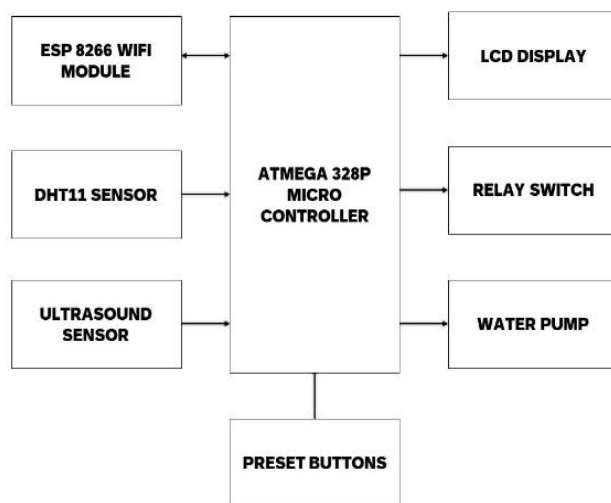 ESP 8266 WIFI
MODULE
LCD DISPLAY
DHT11 SENSOR
ATMEGA 328P
MICRO
CONTROLLER
RELAY SWITCH
ULTRASOUND
SENSOR
WATER PUMP
PRESET BUTTONS